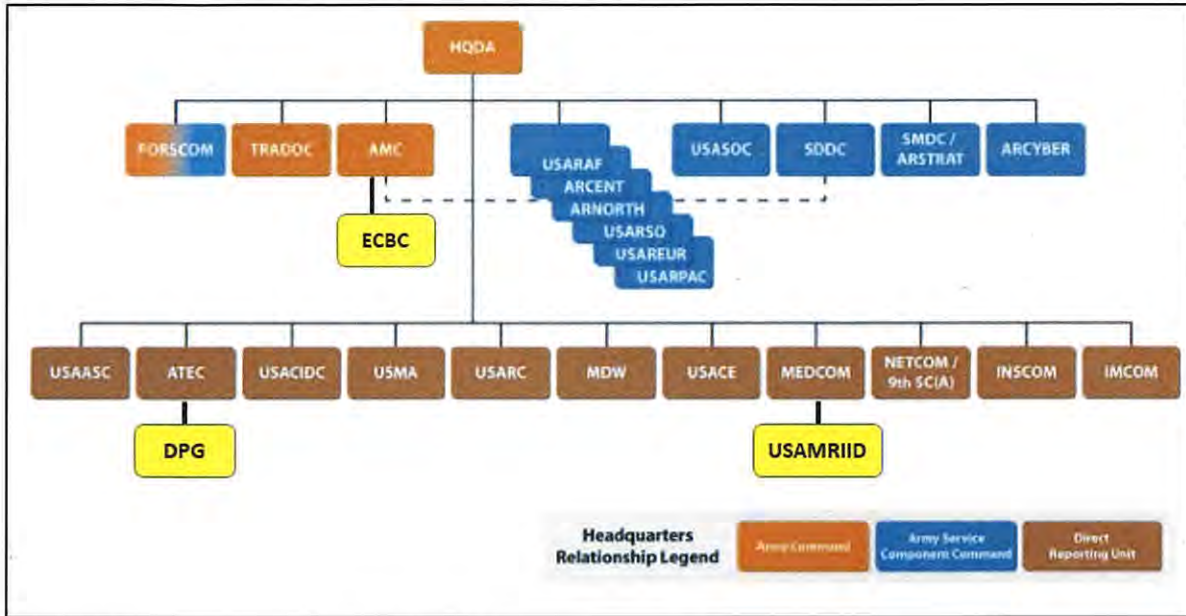 HQDA
FORSCOM
TRADOC
AMC
USASOC
SDDC
SMDC /
ARSTRAT
ARCYBER
USARAF
ARCENT
ARNORTH
USARSO
USAREUR
USARPAC
ECBC
USAASC
ATEC
USACIDC
USMA
USARC
MDW
USACE
MEDCOM
NETCOM /
9th SC(A)
INSCOM
IMCOM
DPG
USAMRIID
Headquarters
Relationship Legend
Army Command
Army Service
Component Command
Direct
Reporting Unit